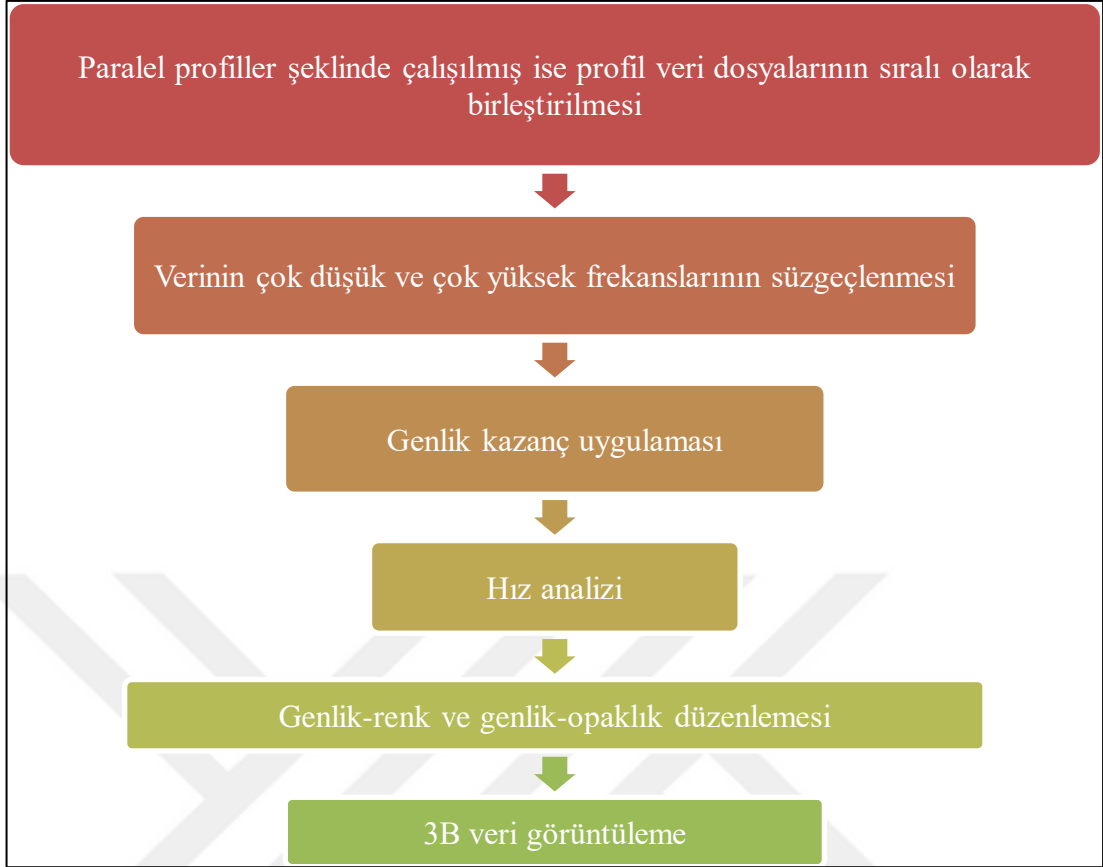 Paralel profiller şeklinde çalışılmış ise profil veri dosyalarının sıralı olarak
birleştirilmesi
Verinin çok düşük ve çok yüksek frekanslarının süzgeçlenmesi
Genlik kazanç uygulaması
Hız analizi
Genlik-renk ve genlik-opaklık düzenlemesi
3B veri görüntüleme